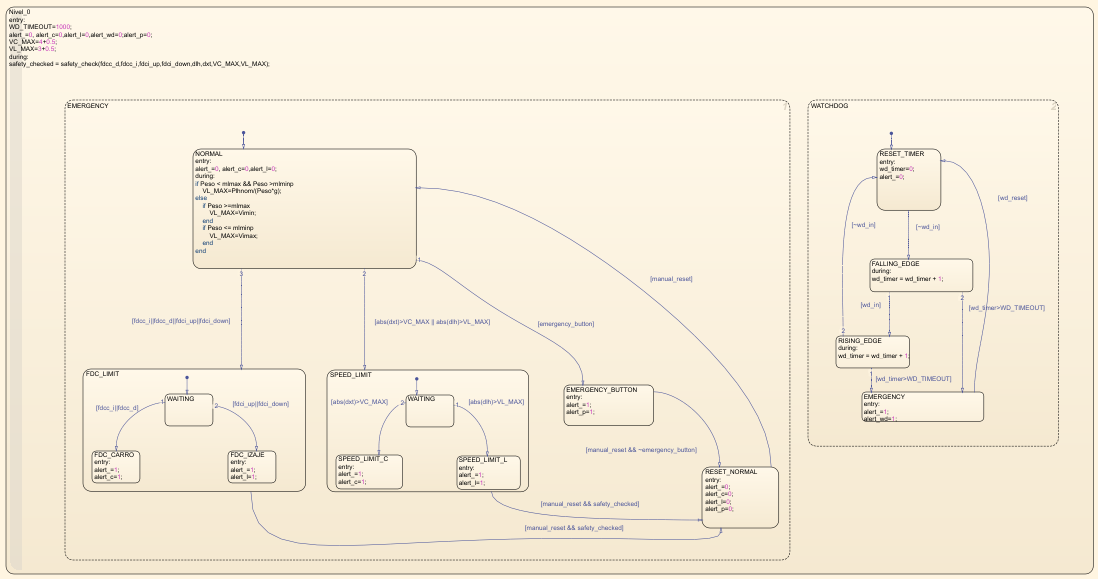 Nivel_0
entry:
WD_TIMEOUT=1000;
alert_=0, alert_c=0,alert_l=0,alert_wd=0;alert_p=0;
VC_MAX=4+0.5;
VL_MAX=3+0.5;
during:
safety_checked = safety_check(fdcc_d,fdcc_i,fdci_up,fdci_down,dlh,dxt,VC_MAX,VL_MAX);
EMERGENCY
1
NORMAL
entry:
alert_=0, alert_c=0,alert_l=0;
during:
if Peso < mlmax && Peso >mlminp
VL_MAX=Plhnom/(Peso*g);
else
if Peso >=mlmax
VL_MAX=Vlmin;
end
if Peso <= mlminp
VL_MAX=Vlmax;
end
end
3
2
1
[fdcc_i||fdcc_d||fdci_up||fdci_down]
[abs(dxt)>VC_MAX || abs(dlh)>VL_MAX]
[emergency_button]
[manual_reset]
FDC_LIMIT
WAITING
1
2
[fdcc_i||fdcc_d]
[fdci_up||fdci_down]
FDC_CARRO
entry:
alert_=1;
alert_c=1;
FDC_IZAJE
entry:
alert_=1;
alert_l=1;
SPEED_LIMIT
WAITING
2
1
[abs(dxt)>VC_MAX]
[abs(dlh)>VL_MAX]
SPEED_LIMIT_C
entry:
alert_=1;
alert_c=1;
SPEED_LIMIT_L
entry:
alert_=1;
alert_l=1;
EMERGENCY_BUTTON
entry:
alert_=1;
alert_p=1;
[manual_reset && ~emergency_button]
RESET_NORMAL
entry:
alert_=0;
alert_c=0;
alert_l=0;
alert_p=0;
[manual_reset && safety_checked]
[manual_reset && safety_checked]
WATCHDOG
2
RESET_TIMER
entry:
wd_timer=0;
alert_=0;
[wd_reset]
[~wd_in]
[~wd_in]
FALLING_EDGE
during:
wd_timer = wd_timer + 1;
2
[wd_in]
[wd_timer>WD_TIMEOUT]
2
RISING_EDGE
during:
wd_timer = wd_timer + 1;
[wd_timer>WD_TIMEOUT]
EMERGENCY
entry:
alert_=1;
alert_wd=1;